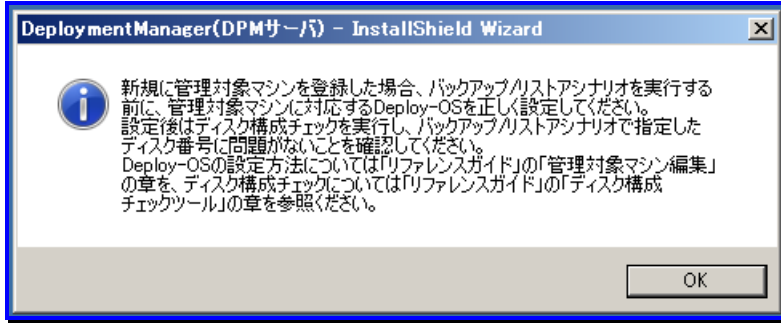 DeploymentManager(DPMサーバ) - InstallShield Wizard
新規に管理対象マシンを登録した場合、バックアップ/リストアシナリオを実行する
前に、管理対象マシンに対応するDeploy-OSを正しく設定してください。
設定後はディスク構成チェックを実行し、バックアップ/リストアシナリオで指定した
ディスク番号に問題がないことを確認してください。
Deploy-OSの設定方法については「リファレンスガイド」の「管理対象マシン編集」
の章を、ディスク構成チェックについては「リファレンスガイド」の「ディスク構成
チェックツール」の章を参照ください。
OK